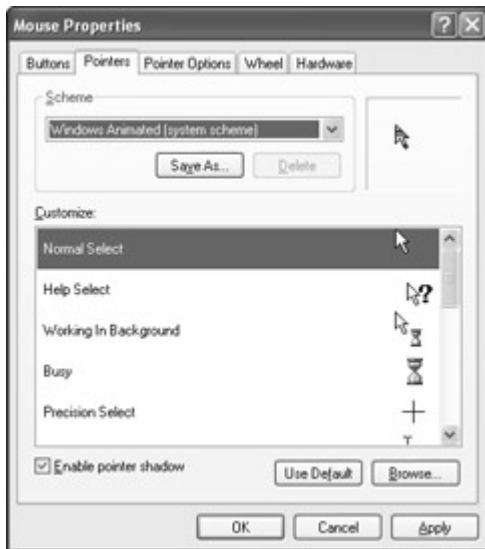 Mouse Properties
Buttons Pointers Pointer Options Wheel Hardware
Scheme
Windows Animated (system scheme)
Save As... Delete
Customize:
Normal Select
Help Select
Working In Background
Busy
Precision Select
Enable pointer shadow
Use Default Browse...
OK Cancel Apply